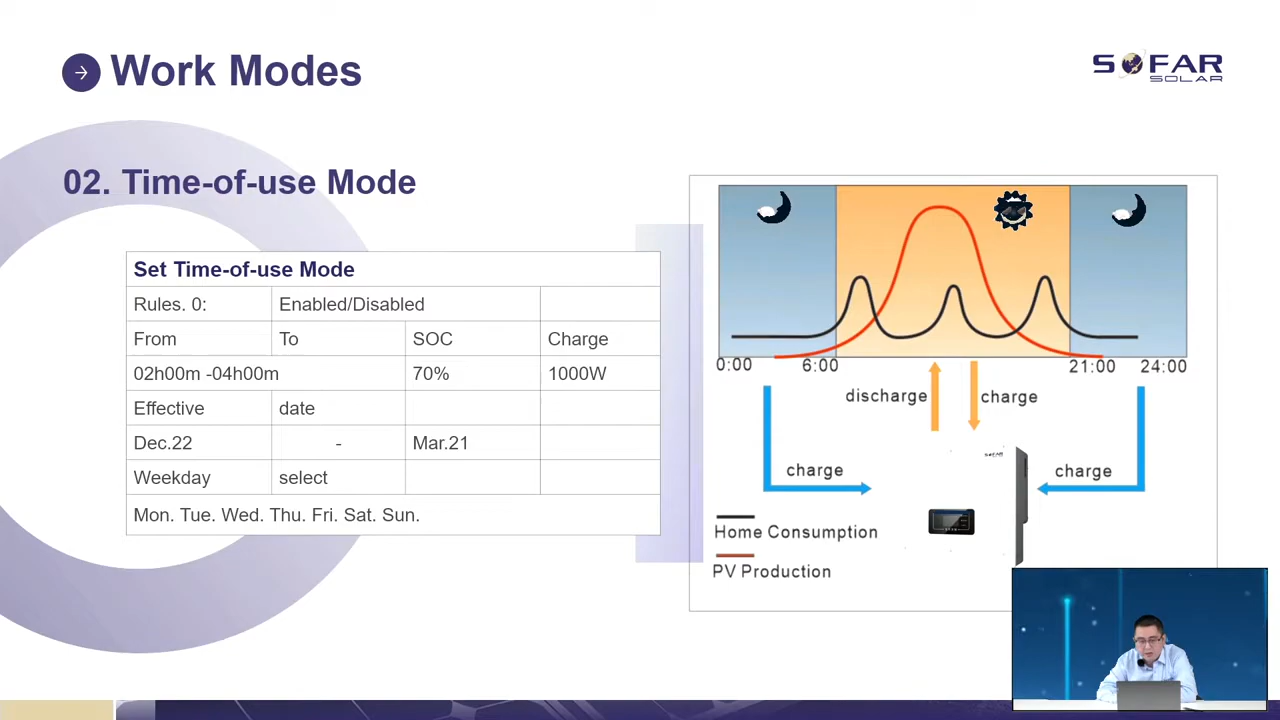 Work Modes
SOFAR
SOLAR
02. Time-of-use Mode
Set Time-of-use Mode
Rules. 0: Enabled/Disabled
From To SOC Charge
02h00m -04h00m 70% 1000W
Effective date
Dec.22 - Mar.21
Weekday select
Mon. Tue. Wed. Thu. Fri. Sat. Sun.
0:00 6:00 21:00 24:00
discharge charge
charge charge
SOFAR
Home Consumption
PV Production